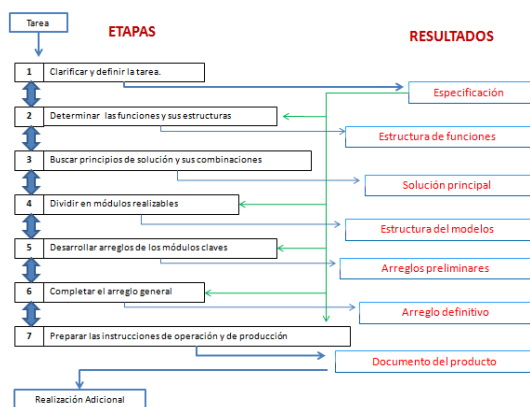 Tarea
ETAPAS
RESULTADOS
1 Clarificar y definir la tarea.
Especificación
2 Determinar las funciones y sus estructuras
Estructura de funciones
3 Buscar principios de solución y sus combinaciones
Solución principal
4 Dividir en módulos realizables
Estructura del modelos
5 Desarrollar arreglos de los módulos claves
Arreglos preliminares
6 Completar el arreglo general
Arreglo definitivo
7 Preparar las instrucciones de operación y de producción
Documento del producto
Realización Adicional